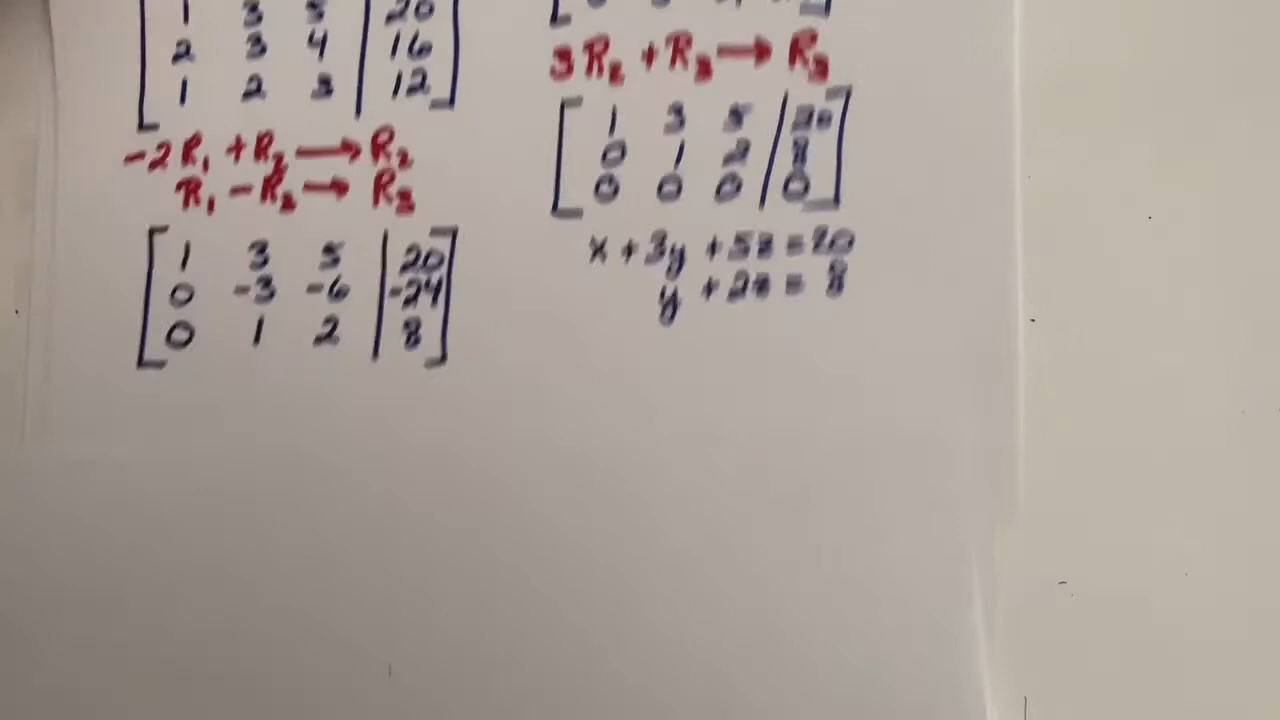 1 3 5 | 20
2 3 4 | 16
1 2 3 | 12
-2R₁ + R₂ → R₂
R₁ - R₃ → R₃
1 3 5 | 20
0 -3 -6 | -24
0 1 2 | 8
3R₂ + R₃ → R₃
1 3 5 | 20
0 1 2 | 8
0 0 0 | 0
x + 3y + 5z = 20
y + 2z = 8